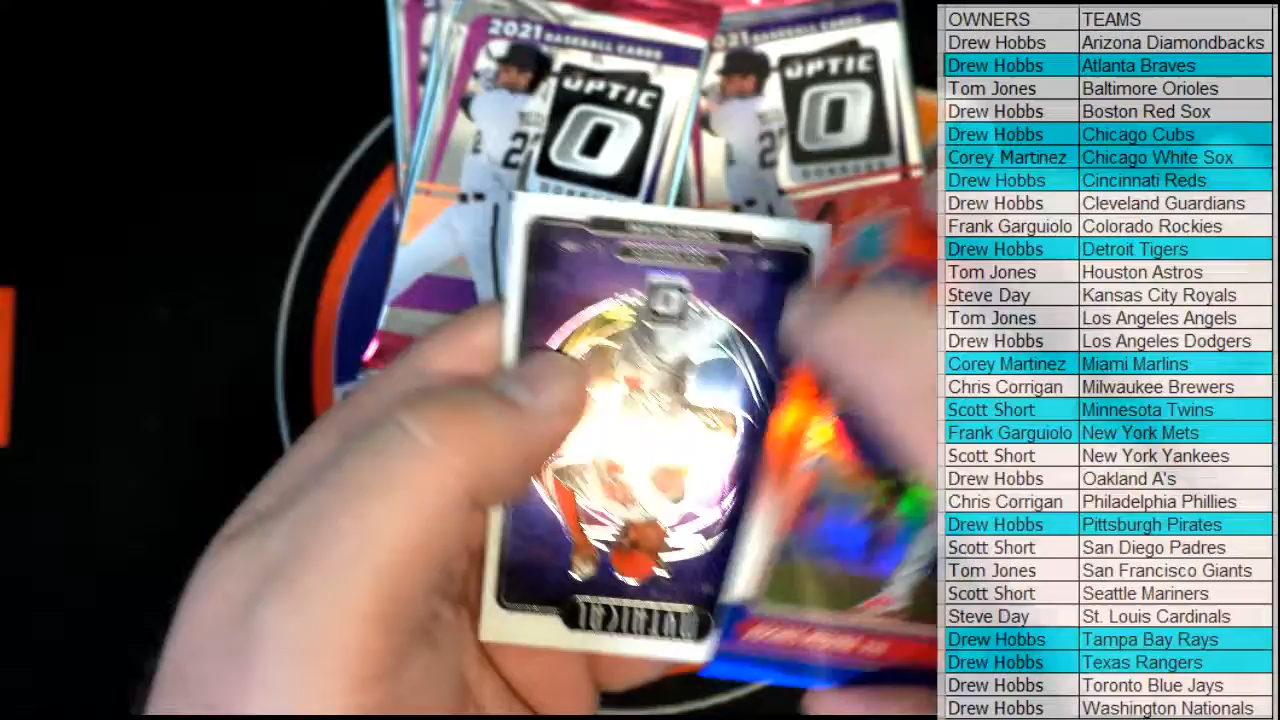 2021 BASEBALL CARDS
OPTIC
DONRUSS
021 BASEBALL CARDS
OPTIC
DONRUSS
OWNERS TEAMS
Drew Hobbs Arizona Diamondbacks
Drew Hobbs Atlanta Braves
Tom Jones Baltimore Orioles
Drew Hobbs Boston Red Sox
Drew Hobbs Chicago Cubs
Corey Martinez Chicago White Sox
Drew Hobbs Cincinnati Reds
Drew Hobbs Cleveland Guardians
Frank Garguiolo Colorado Rockies
Drew Hobbs Detroit Tigers
Tom Jones Houston Astros
Steve Day Kansas City Royals
Tom Jones Los Angeles Angels
Drew Hobbs Los Angeles Dodgers
Corey Martinez Miami Marlins
Chris Corrigan Milwaukee Brewers
Scott Short Minnesota Twins
Frank Garguiolo New York Mets
Scott Short New York Yankees
Drew Hobbs Oakland A's
Chris Corrigan Philadelphia Phillies
Drew Hobbs Pittsburgh Pirates
Scott Short San Diego Padres
Tom Jones San Francisco Giants
Scott Short Seattle Mariners
Steve Day St. Louis Cardinals
Drew Hobbs Tampa Bay Rays
Drew Hobbs Texas Rangers
Drew Hobbs Toronto Blue Jays
Drew Hobbs Washington Nationals